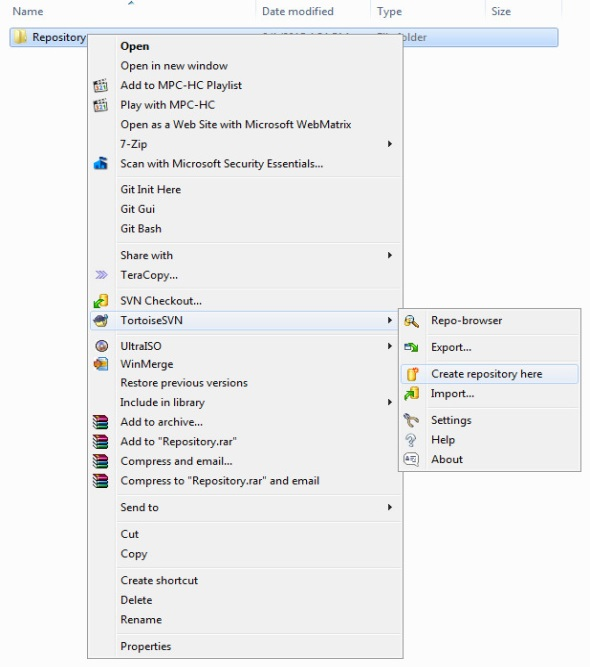 Name Date modified Type Size
Repository
Open
Open in new window
Add to MPC-HC Playlist
Play with MPC-HC
Open as a Web Site with Microsoft WebMatrix
7-Zip
Scan with Microsoft Security Essentials...
Git Init Here
Git Gui
Git Bash
Share with
TeraCopy...
SVN Checkout...
TortoiseSVN
UltraISO
WinMerge
Restore previous versions
Include in library
Add to archive...
Add to "Repository.rar"
Compress and email...
Compress to "Repository.rar" and email
Send to
Cut
Copy
Create shortcut
Delete
Rename
Properties
Repo-browser
Export...
Create repository here
Import...
Settings
Help
About